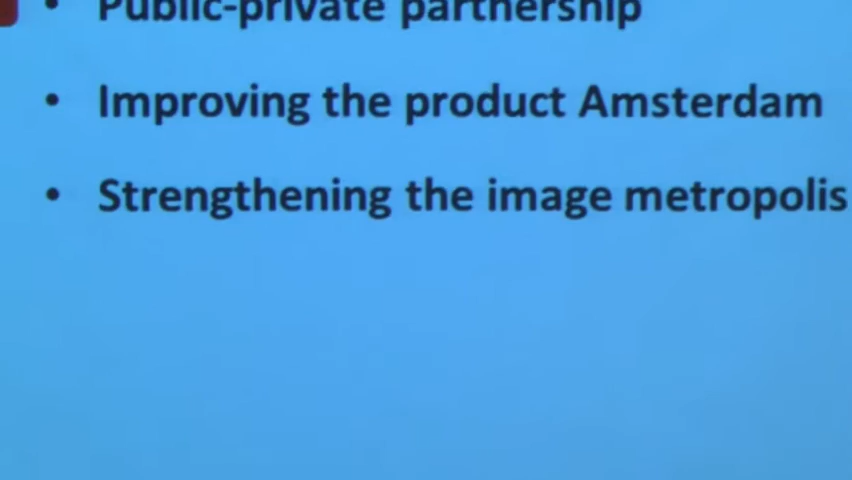 • Public-private partnership
• Improving the product Amsterdam
• Strengthening the image metropolis